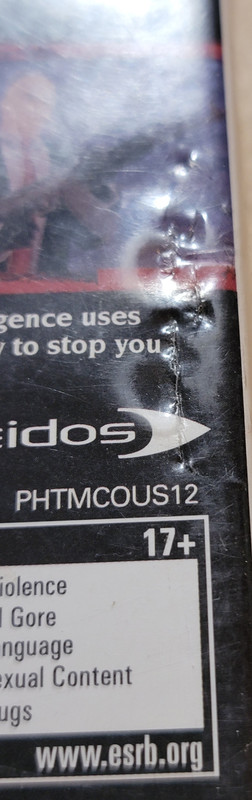 gence uses
to stop you
eidos
PHTMCOUS12
17+
iolence
Gore
nguage
exual Content
ugs
www.esrb.org